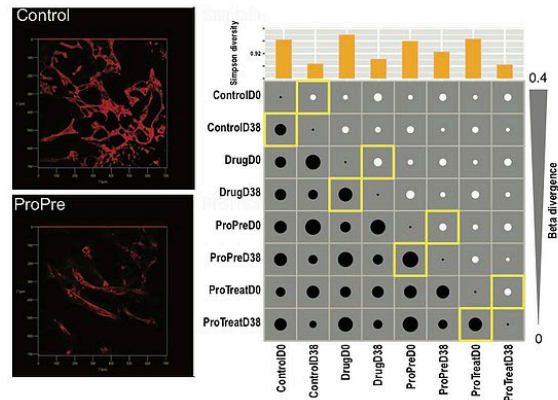 Control
ProPre
Simpson diversity
0.92
ControlD0
ControlD38
DrugD0
DrugD38
ProPreD0
ProPreD38
ProTreatD0
ProTreatD38
ControlD0
ControlD38
DrugD0
DrugD38
ProPreD0
ProPreD38
ProTreatD0
ProTreatD38
0.4
Beta divergence
0